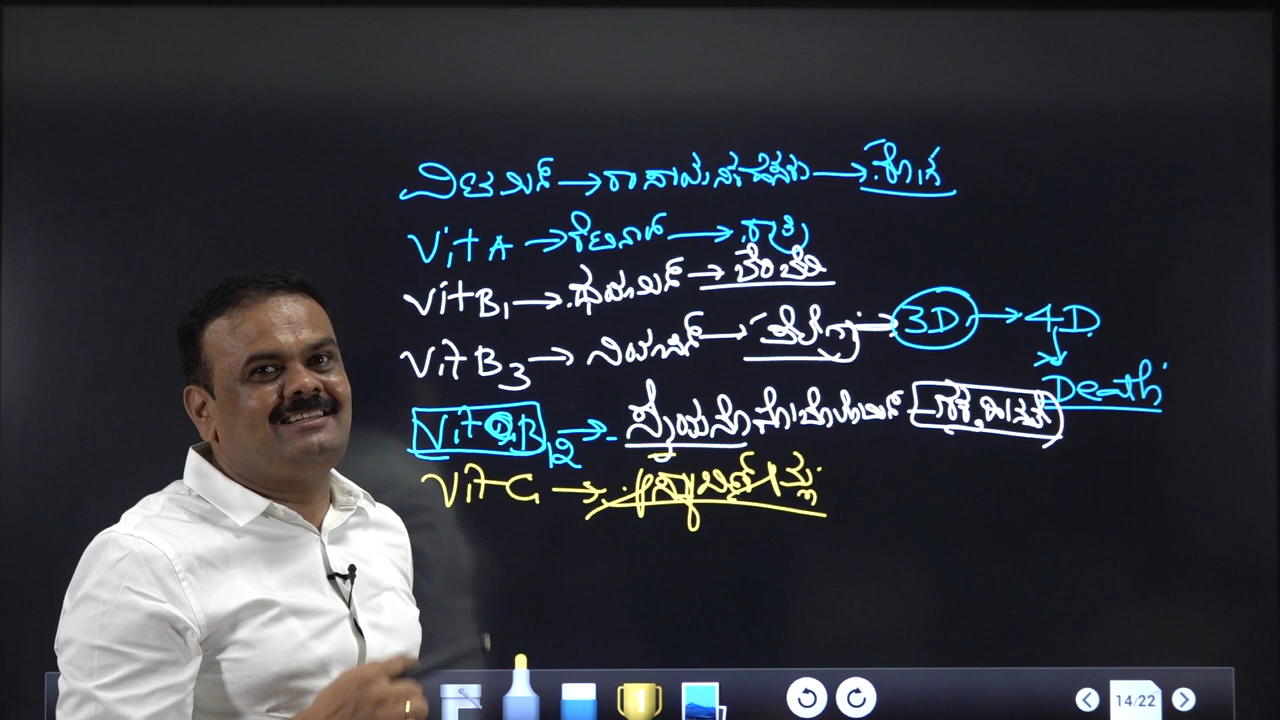 ವಿಟಮಿನ್ → ರಾಸಾಯನಿಕ ಹೆಸರು → ರೋಗ
Vit A → ರೆಟಿನಾಲ್ →
Vit B1 → ಥಯಮಿನ್ → ಬೆರಿ ಬೆರಿ
Vit B3 → ನಿಯಾಸಿನ್ → → 3D → 4D
Death
Vit B12 → ಸೈಯನೊಕೋಬಾಲಮಿನ್
Vit C →
14/22